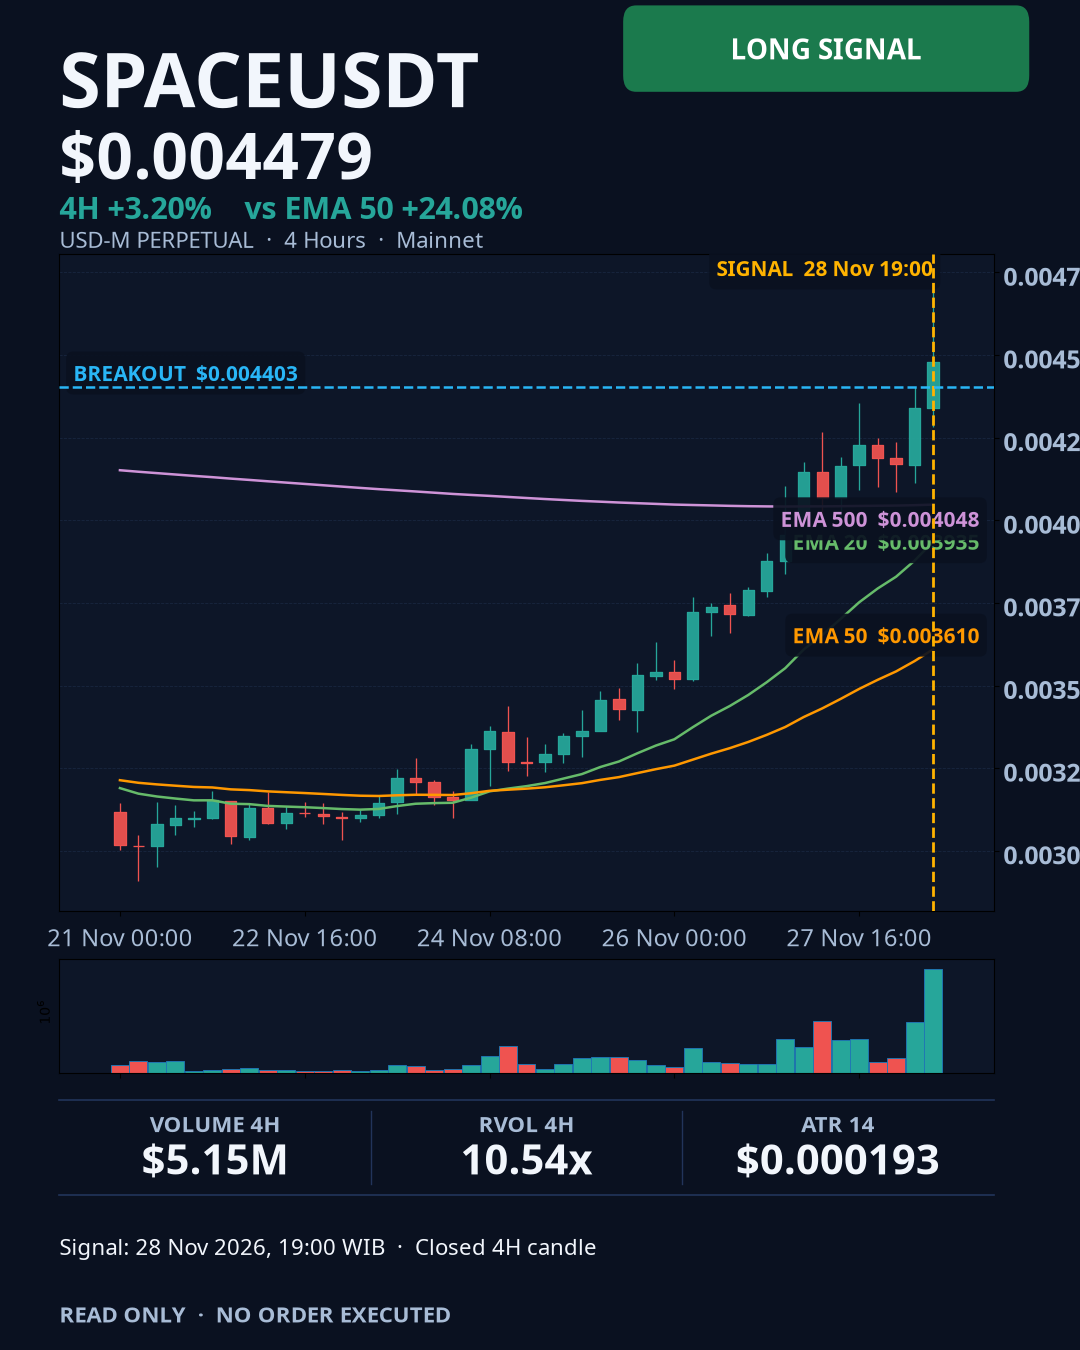 LONG SIGNAL
SPACEUSDT
$0.004479
4H +3.20% vs EMA 50 +24.08%
USD-M PERPETUAL · 4 Hours · Mainnet
SIGNAL 28 Nov 19:00
0.0047
BREAKOUT $0.004403
0.0045
0.0042
EMA 500 $0.004048
0.0040
EMA 20 $0.003935
0.0037
EMA 50 $0.003610
0.0035
0.0032
0.0030
21 Nov 00:00 22 Nov 16:00 24 Nov 08:00 26 Nov 00:00 27 Nov 16:00
10⁶
VOLUME 4H RVOL 4H ATR 14
$5.15M 10.54x $0.000193
Signal: 28 Nov 2026, 19:00 WIB · Closed 4H candle
READ ONLY · NO ORDER EXECUTED